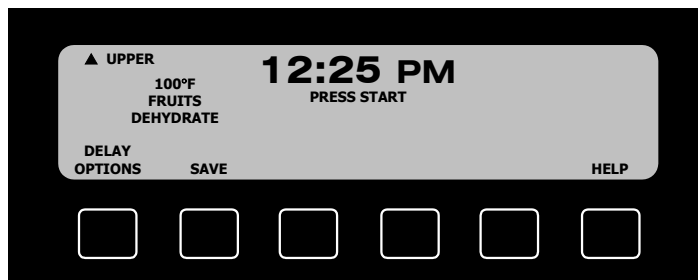 ▲ UPPER
12:25 PM
100°F
FRUITS
DEHYDRATE
PRESS START
DELAY
OPTIONS
SAVE
HELP